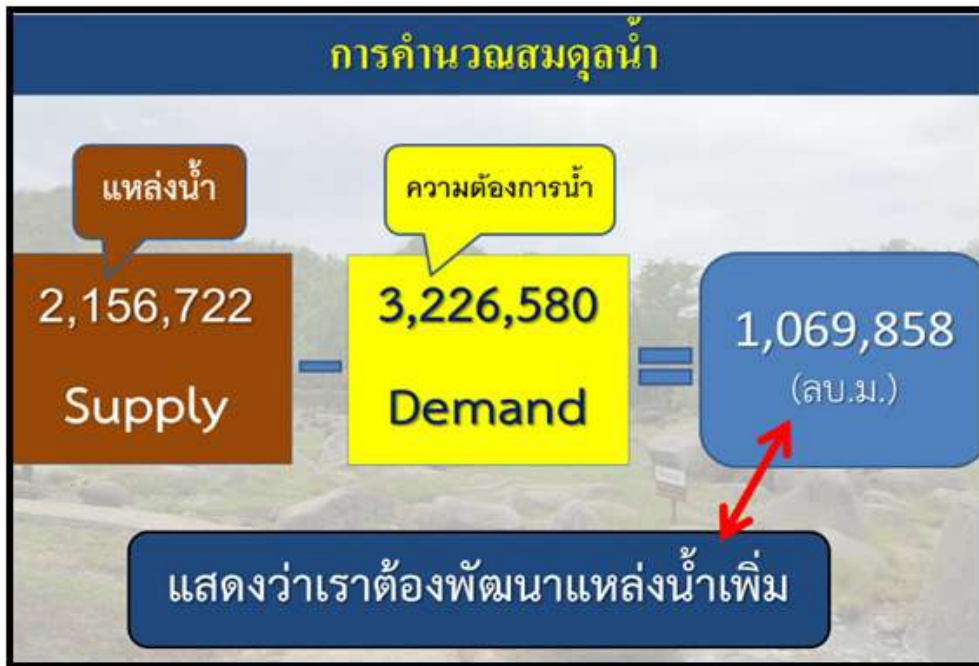 การคำนวณสมดุลน้ำ
แหล่งน้ำ
ความต้องการน้ำ
2,156,722
Supply
-
3,226,580
Demand
=
1,069,858
(ลบ.ม.)
แสดงว่าเราต้องพัฒนาแหล่งน้ำเพิ่ม